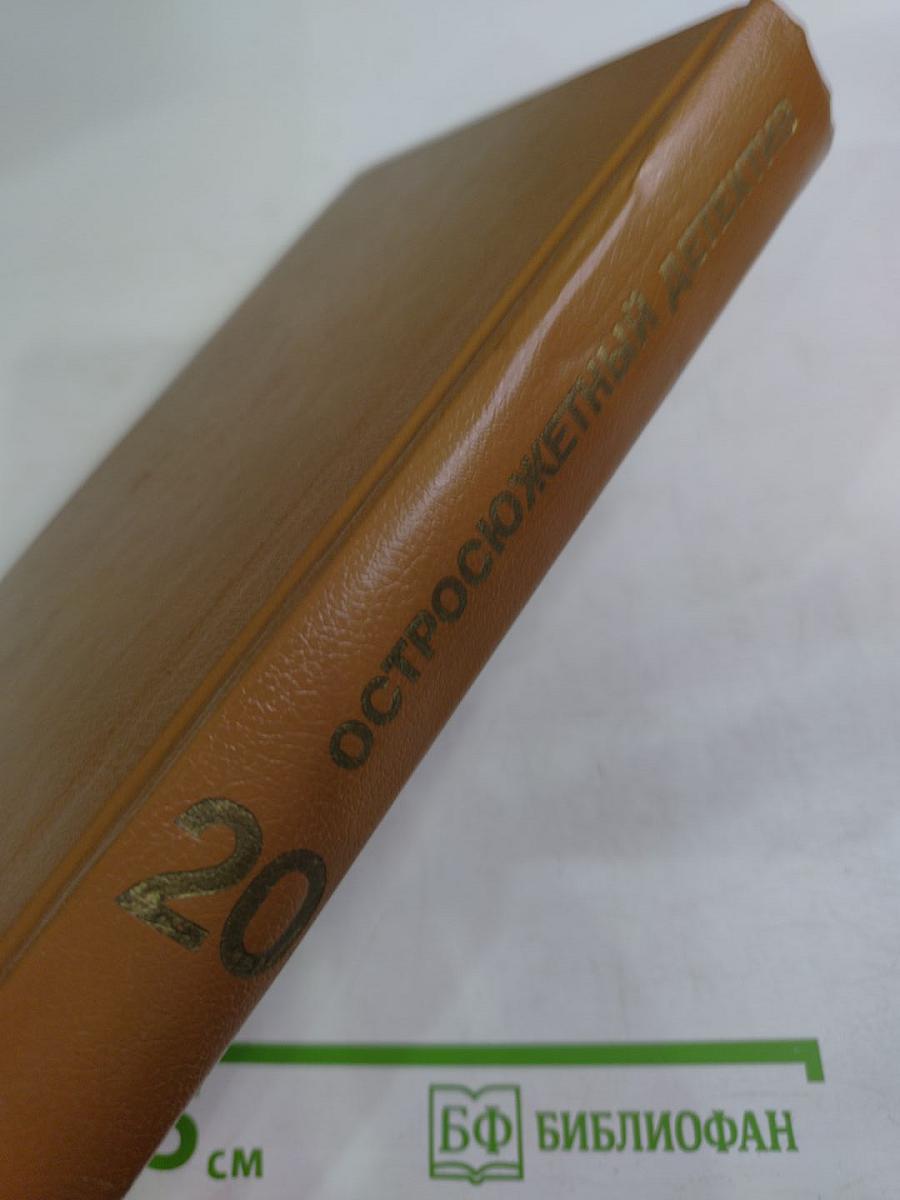 ОСТРОСЮЖЕТНЫЙ ДЕТЕКТИВ
20
см
БФ БИБЛИОФАН